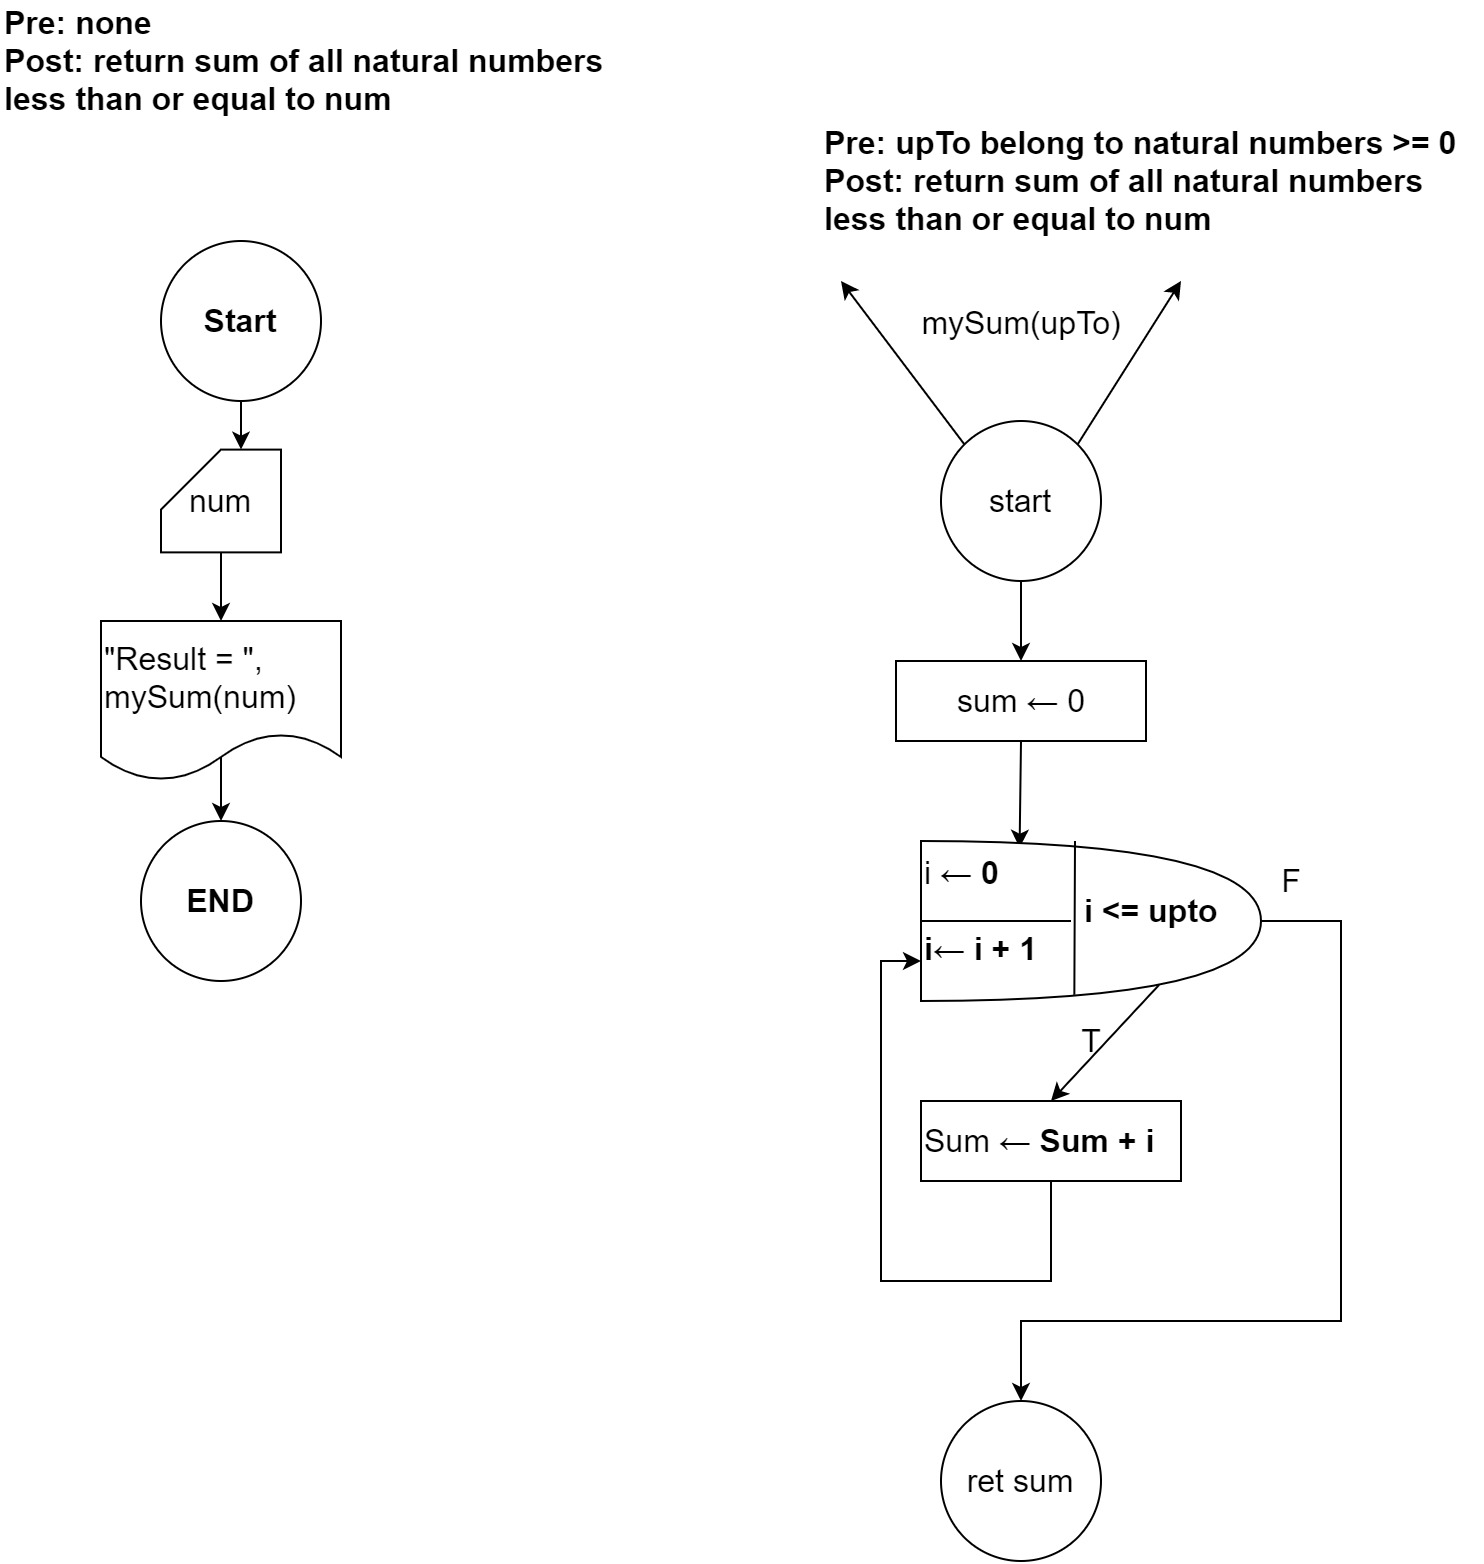 Pre: none
Post: return sum of all natural numbers
less than or equal to num
Start
num
"Result = ",
mySum(num)
END
Pre: upTo belong to natural numbers >= 0
Post: return sum of all natural numbers
less than or equal to num
mySum(upTo)
start
sum ← 0
i ← 0
i <= upto
F
i← i + 1
T
Sum ← Sum + i
ret sum